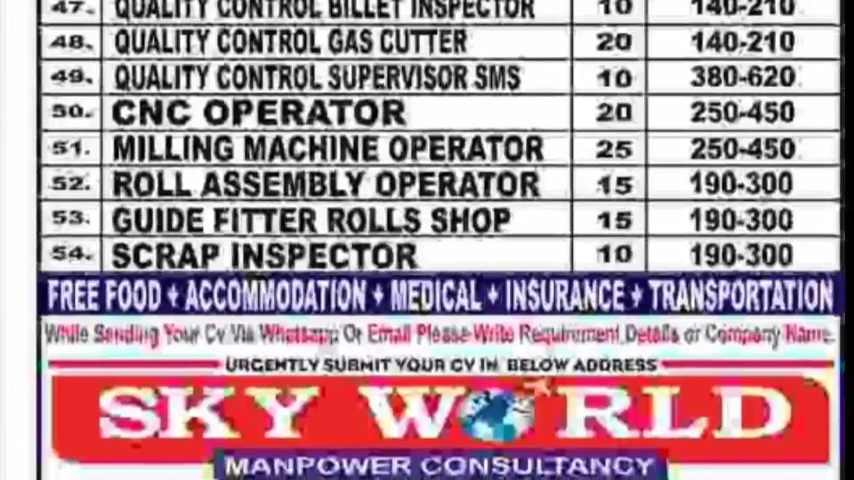 47. QUALITY CONTROL BILLET INSPECTOR 10 140-210
48. QUALITY CONTROL GAS CUTTER 20 140-210
49. QUALITY CONTROL SUPERVISOR SMS 10 380-620
50. CNC OPERATOR 20 250-450
51. MILLING MACHINE OPERATOR 25 250-450
52. ROLL ASSEMBLY OPERATOR 15 190-300
53. GUIDE FITTER ROLLS SHOP 15 190-300
54. SCRAP INSPECTOR 10 190-300
FREE FOOD + ACCOMMODATION + MEDICAL + INSURANCE + TRANSPORTATION
While Sending Your Cv Via Whatsapp Or Email Please Write Requirement Details or Company Name.
URGENTLY SUBMIT YOUR CV IN BELOW ADDRESS
SKY WORLD
MANPOWER CONSULTANCY